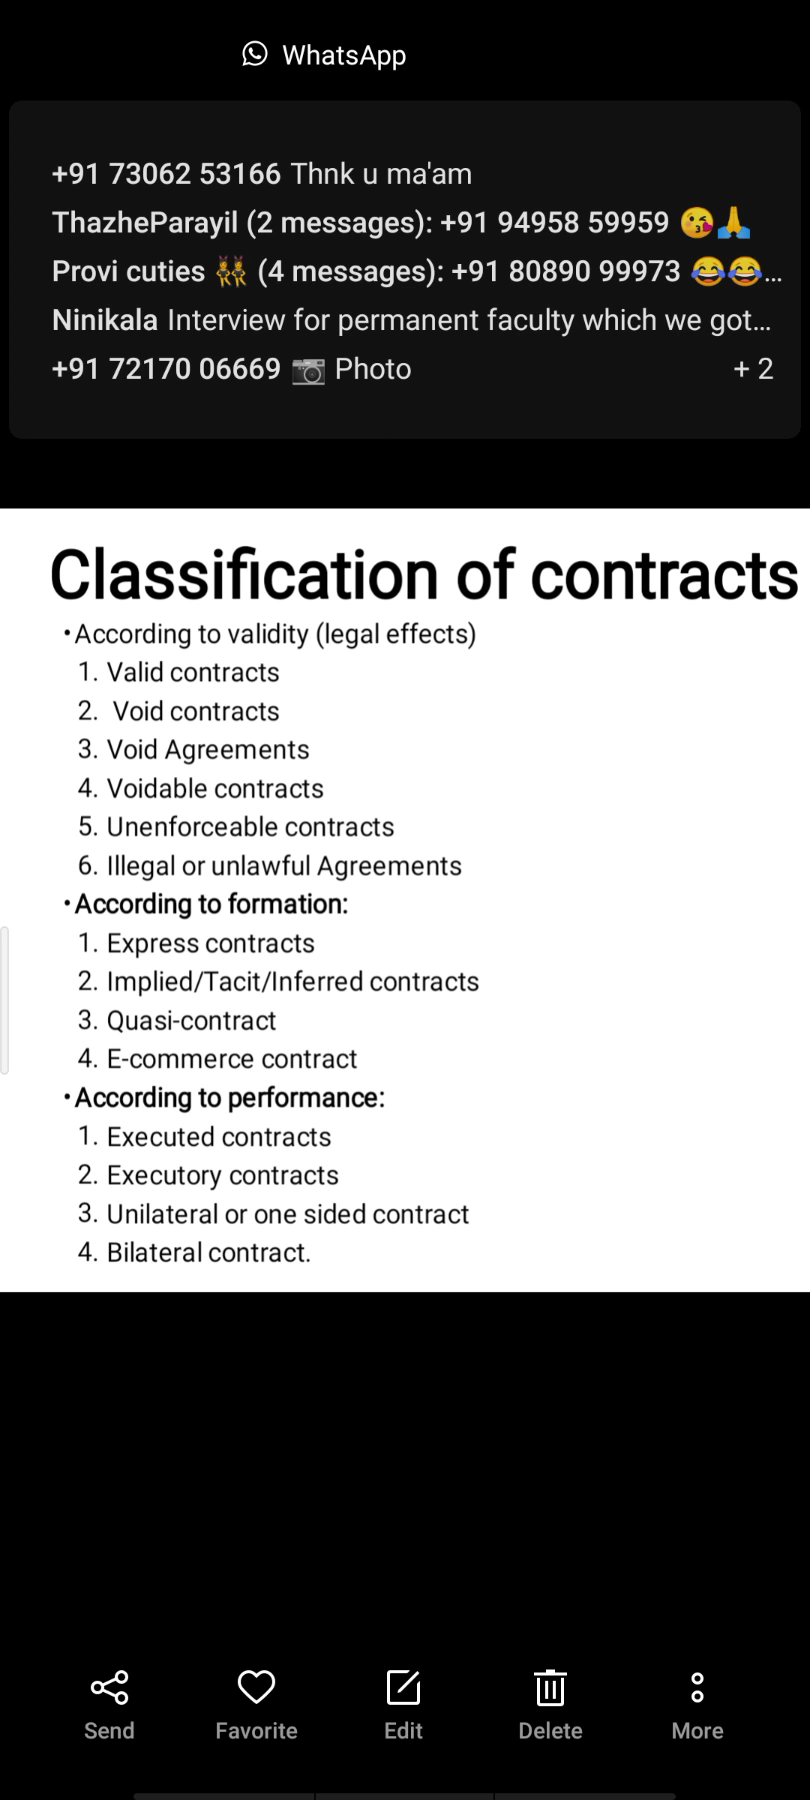 WhatsApp
+91 73062 53166 Thnk u ma'am
ThazheParayil (2 messages): +91 94958 59959 😘🙏
Provi cuties 👯 (4 messages): +91 80890 99973 😂😂...
Ninikala Interview for permanent faculty which we got...
+91 72170 06669 📷 Photo + 2
Classification of contracts
•According to validity (legal effects)
1. Valid contracts
2. Void contracts
3. Void Agreements
4. Voidable contracts
5. Unenforceable contracts
6. Illegal or unlawful Agreements
•According to formation:
1. Express contracts
2. Implied/Tacit/Inferred contracts
3. Quasi-contract
4. E-commerce contract
•According to performance:
1. Executed contracts
2. Executory contracts
3. Unilateral or one sided contract
4. Bilateral contract.
Send Favorite Edit Delete More